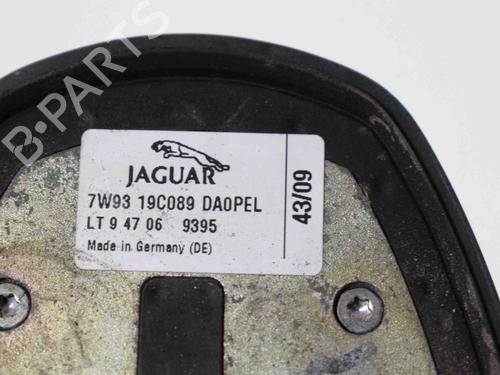 B-PARTS
JAGUAR
7W93 19C089 DA0PEL
LT 9 47 06 9395
Made in Germany (DE)
43/09